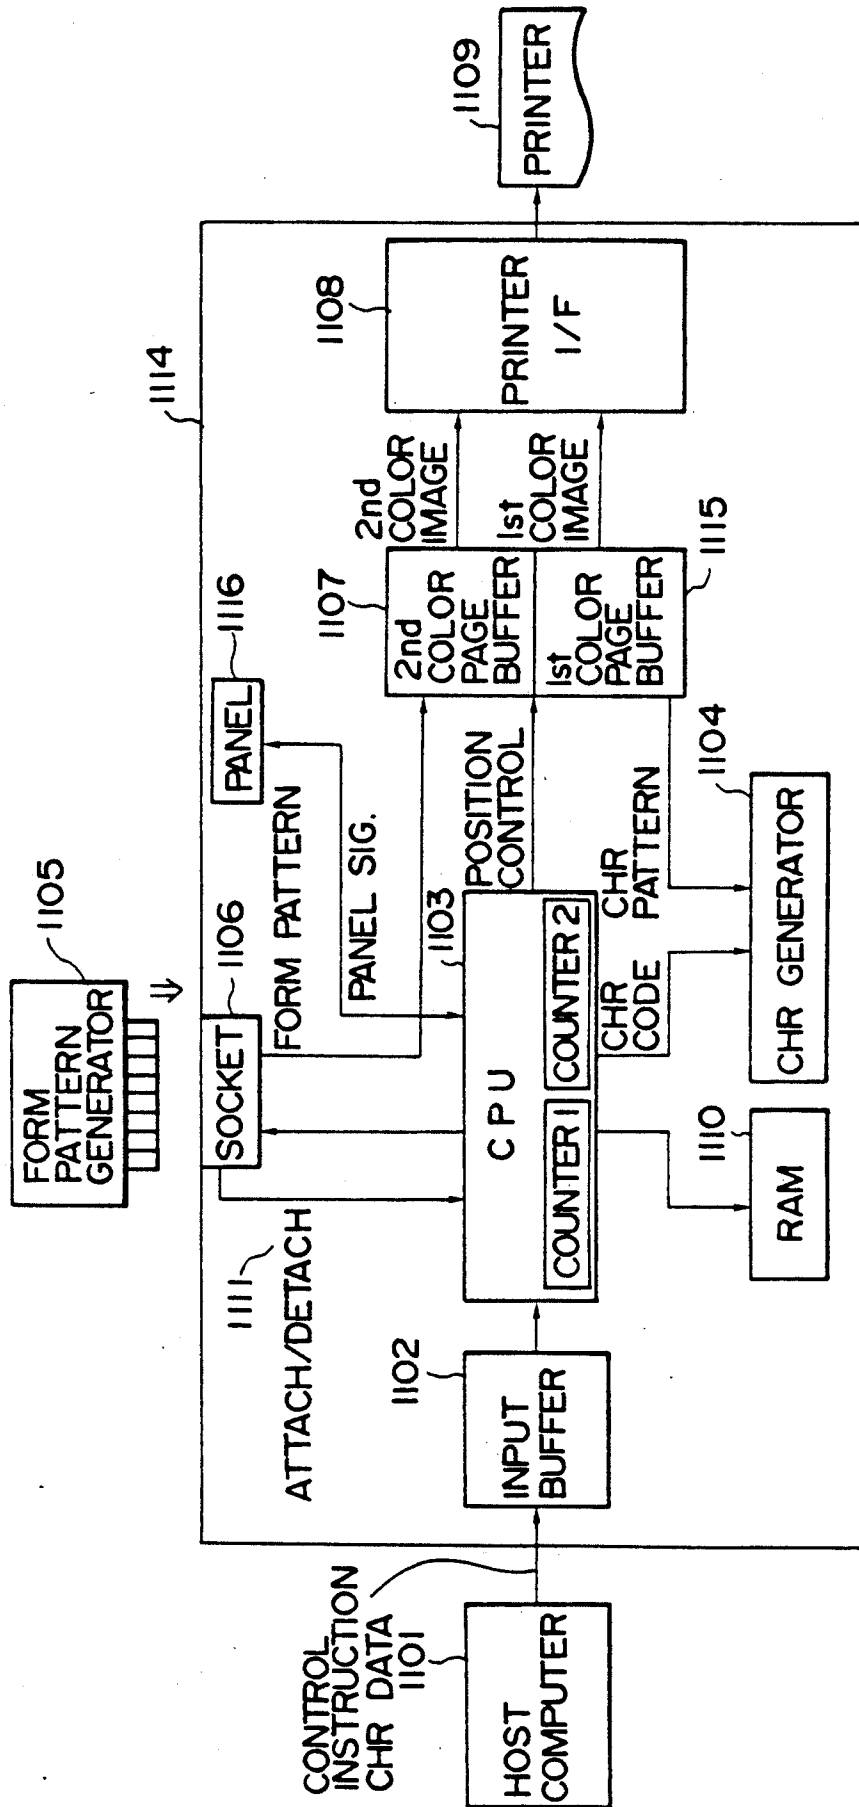 FORM
PATTERN
GENERATOR
1105
1114
SOCKET
1106
PANEL
1116
1111
ATTACH/DETACH
FORM PATTERN
PANEL SIG.
CONTROL
INSTRUCTION
CHR DATA
1101
HOST
COMPUTER
1102
INPUT
BUFFER
1103
CPU
COUNTER 1
COUNTER 2
POSITION
CONTROL
1107
2nd
COLOR
PAGE
BUFFER
1st
COLOR
PAGE
BUFFER
1115
2nd
COLOR
IMAGE
1st
COLOR
IMAGE
1108
PRINTER
I/F
1109
PRINTER
CHR
CODE
CHR
PATTERN
1110
RAM
1104
CHR GENERATOR